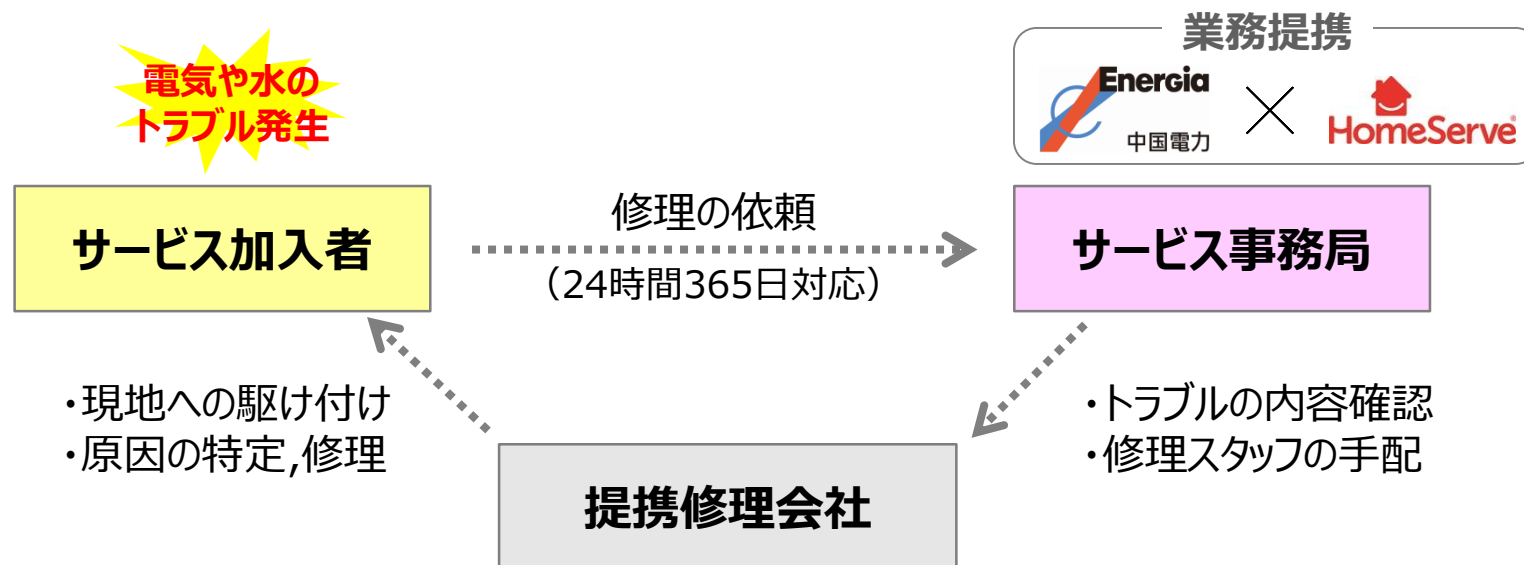 業務提携
電気や水の
トラブル発生
Energia
中国電力
HomeServe
サービス加入者
修理の依頼
（24時間365日対応）
サービス事務局
・現地への駆け付け
・原因の特定,修理
・トラブルの内容確認
・修理スタッフの手配
提携修理会社